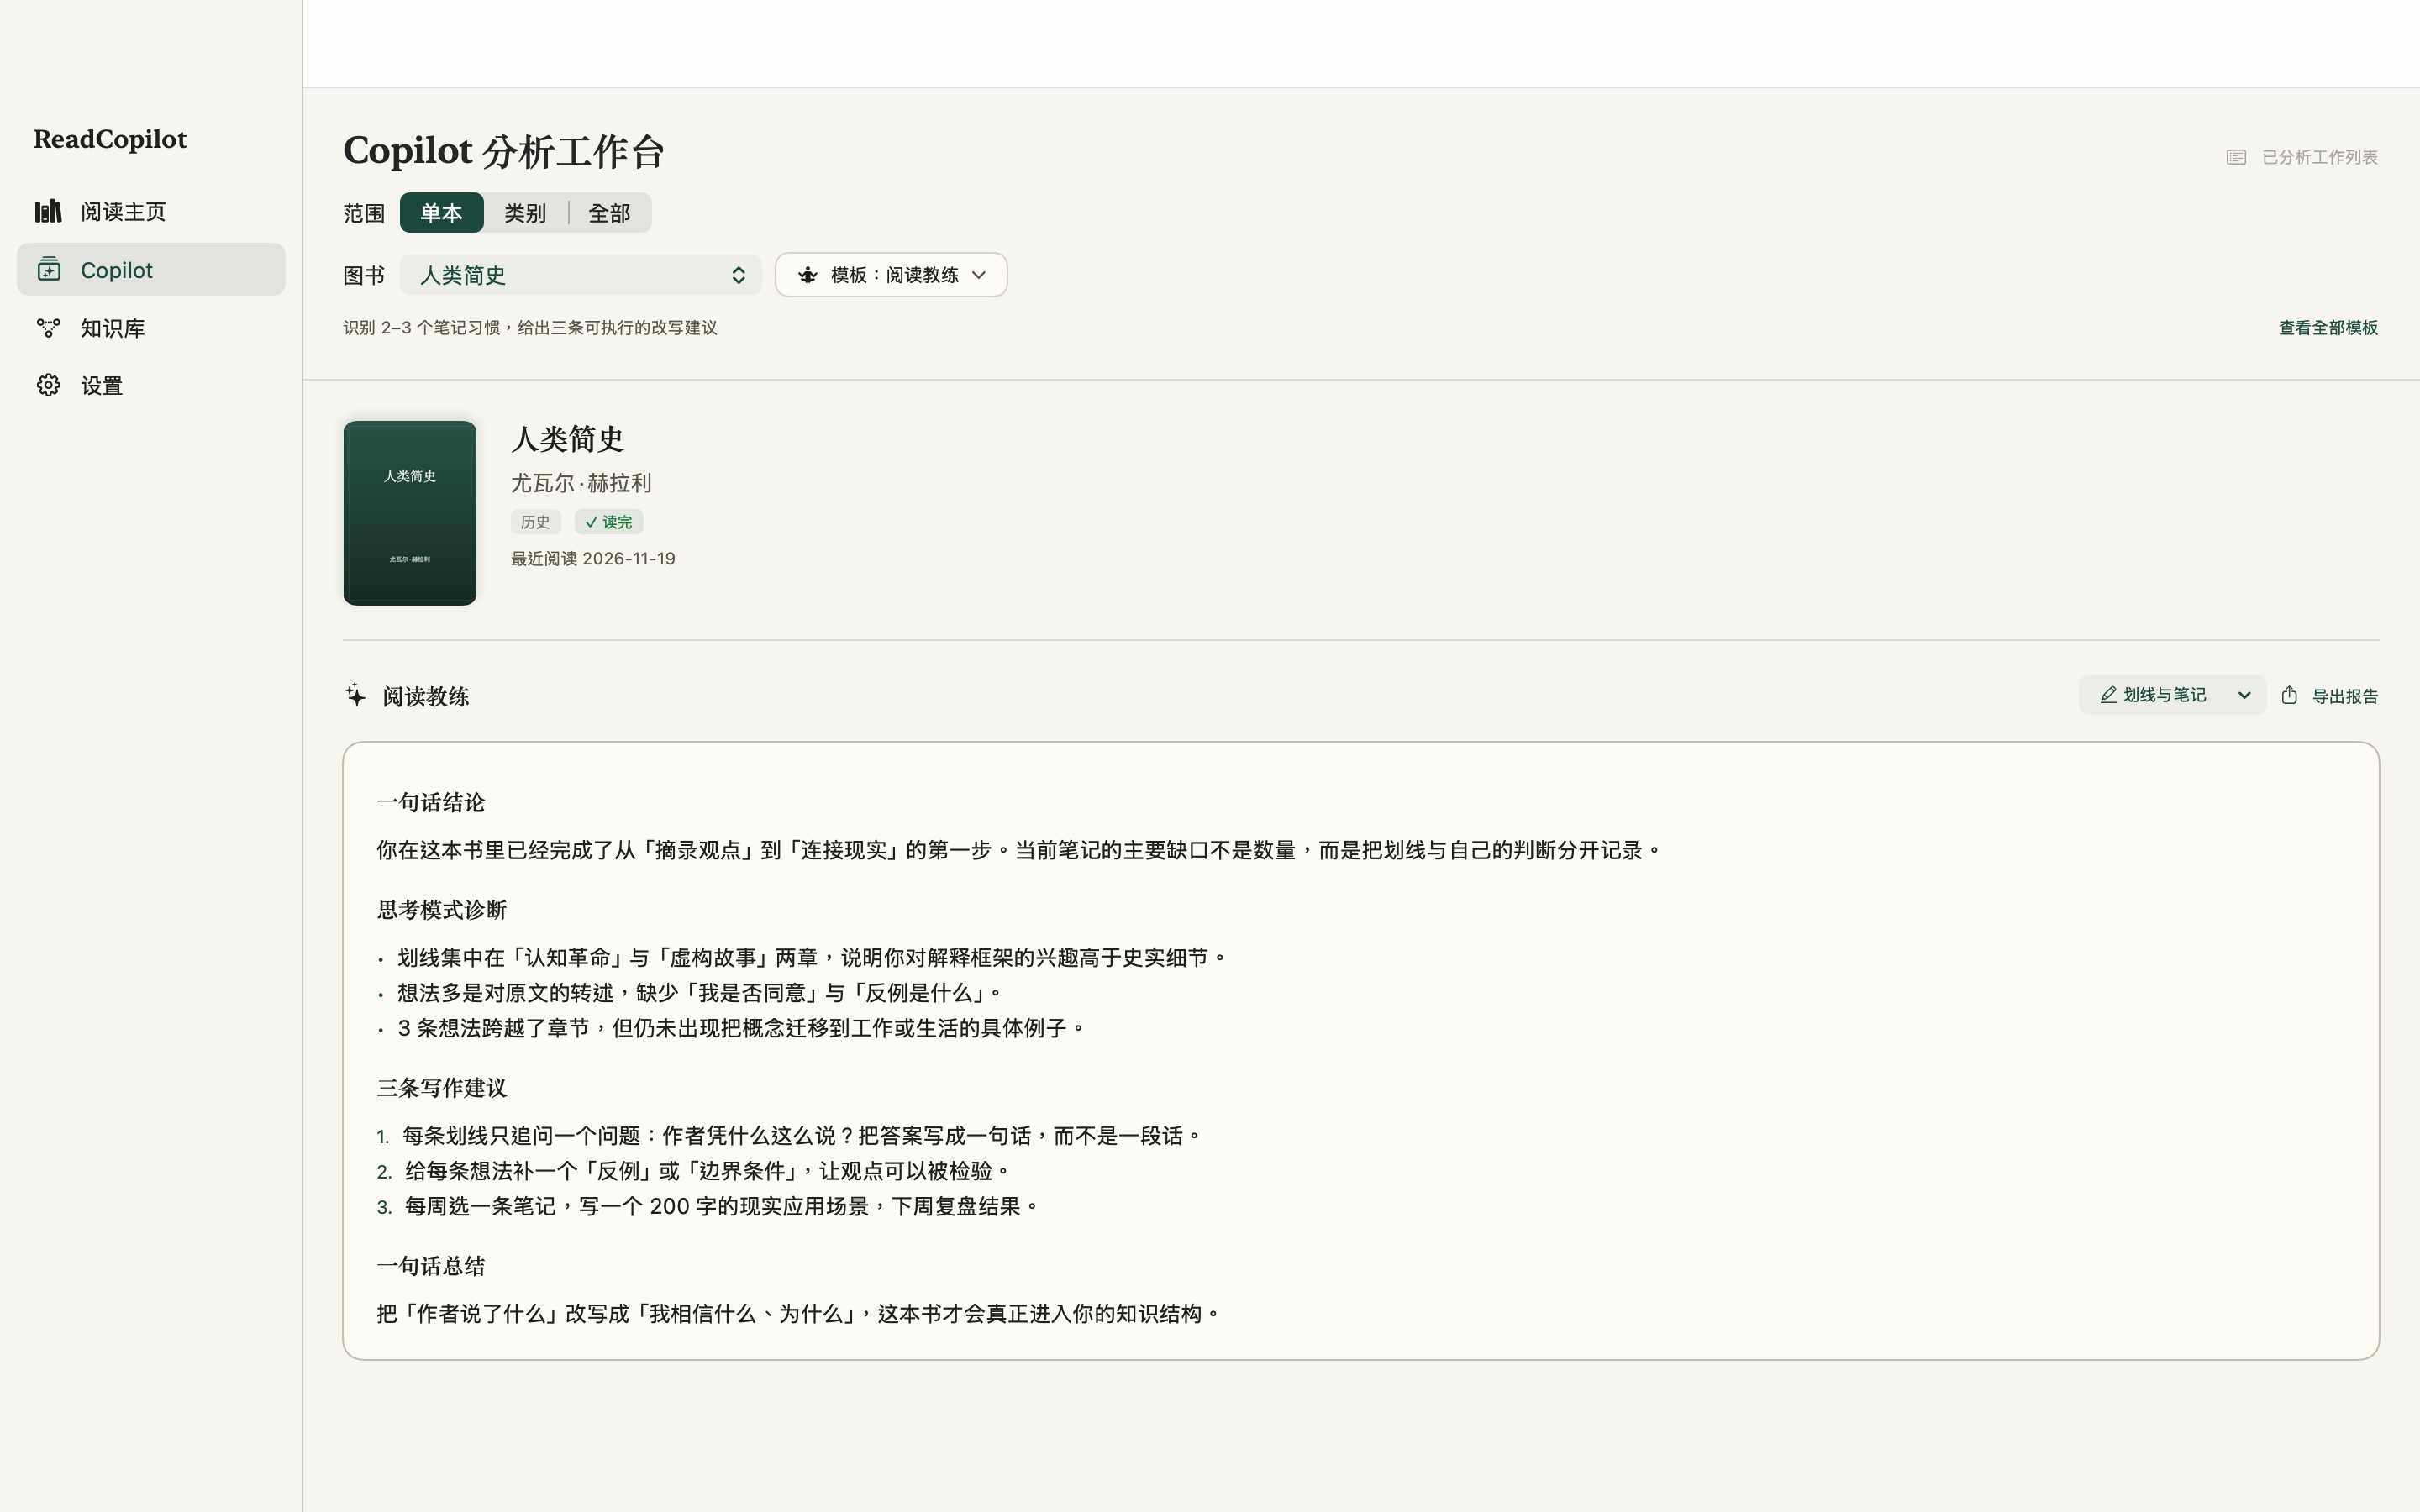 ReadCopilot
阅读主页
Copilot
知识库
设置
Copilot 分析工作台
已分析工作列表
范围 单本 类别 全部
图书 人类简史 模板：阅读教练
识别 2–3 个笔记习惯，给出三条可执行的改写建议
查看全部模板
人类简史
尤瓦尔·赫拉利
人类简史
尤瓦尔·赫拉利
历史 读完
最近阅读 2026-11-19
阅读教练
划线与笔记
导出报告
一句话结论
你在这本书里已经完成了从「摘录观点」到「连接现实」的第一步。当前笔记的主要缺口不是数量，而是把划线与自己的判断分开记录。
思考模式诊断
• 划线集中在「认知革命」与「虚构故事」两章，说明你对解释框架的兴趣高于史实细节。
• 想法多是对原文的转述，缺少「我是否同意」与「反例是什么」。
• 3 条想法跨越了章节，但仍未出现把概念迁移到工作或生活的具体例子。
三条写作建议
1. 每条划线只追问一个问题：作者凭什么这么说？把答案写成一句话，而不是一段话。
2. 给每条想法补一个「反例」或「边界条件」，让观点可以被检验。
3. 每周选一条笔记，写一个 200 字的现实应用场景，下周复盘结果。
一句话总结
把「作者说了什么」改写成「我相信什么、为什么」，这本书才会真正进入你的知识结构。